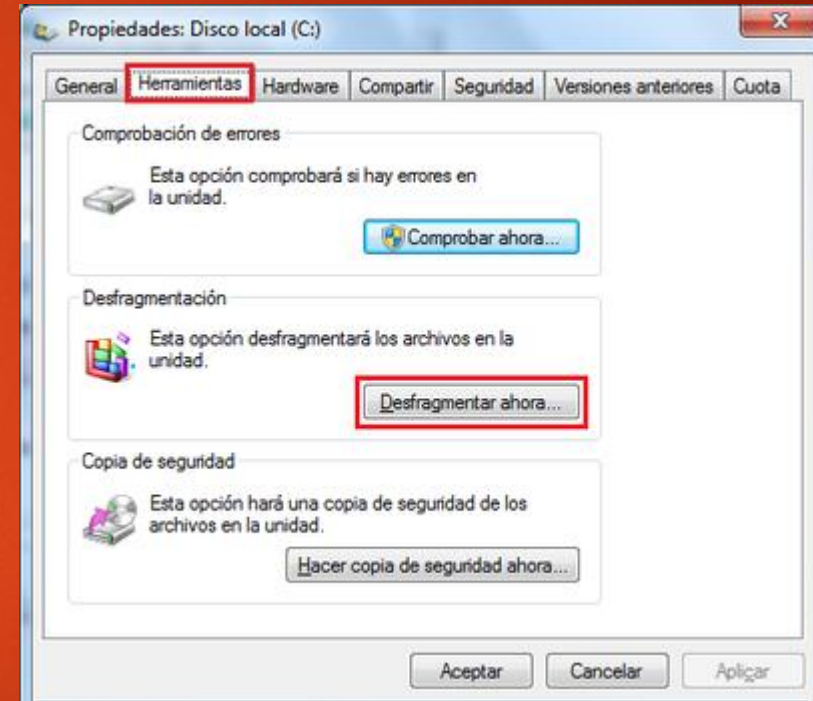 Propiedades: Disco local (C:)
General Herramientas Hardware Compartir Seguridad Versiones anteriores Cuota
Comprobación de errores
Esta opción comprobará si hay errores en
la unidad.
Comprobar ahora...
Desfragmentación
Esta opción desfragmentará los archivos en la
unidad.
Desfragmentar ahora...
Copia de seguridad
Esta opción hará una copia de seguridad de los
archivos en la unidad.
Hacer copia de seguridad ahora...
Aceptar Cancelar Aplicar